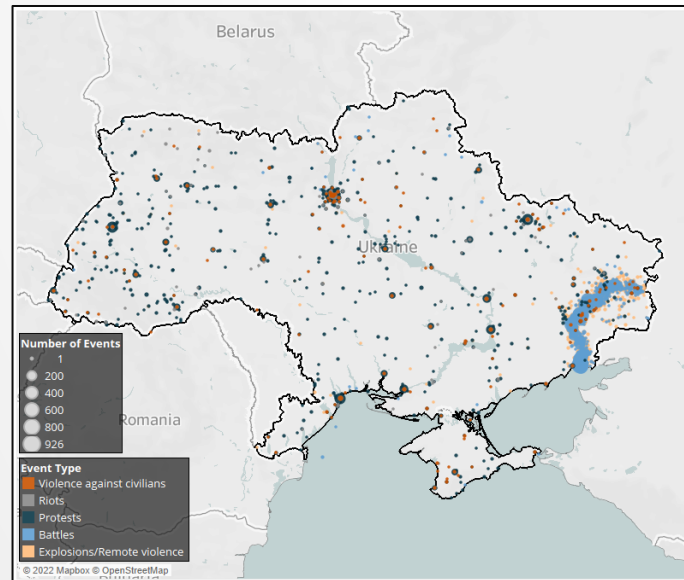 Belarus
Ukraine
Romania
Bulgaria
Number of Events
1
200
400
600
800
926
Event Type
Violence against civilians
Riots
Protests
Battles
Explosions/Remote violence
© 2022 Mapbox © OpenStreetMap